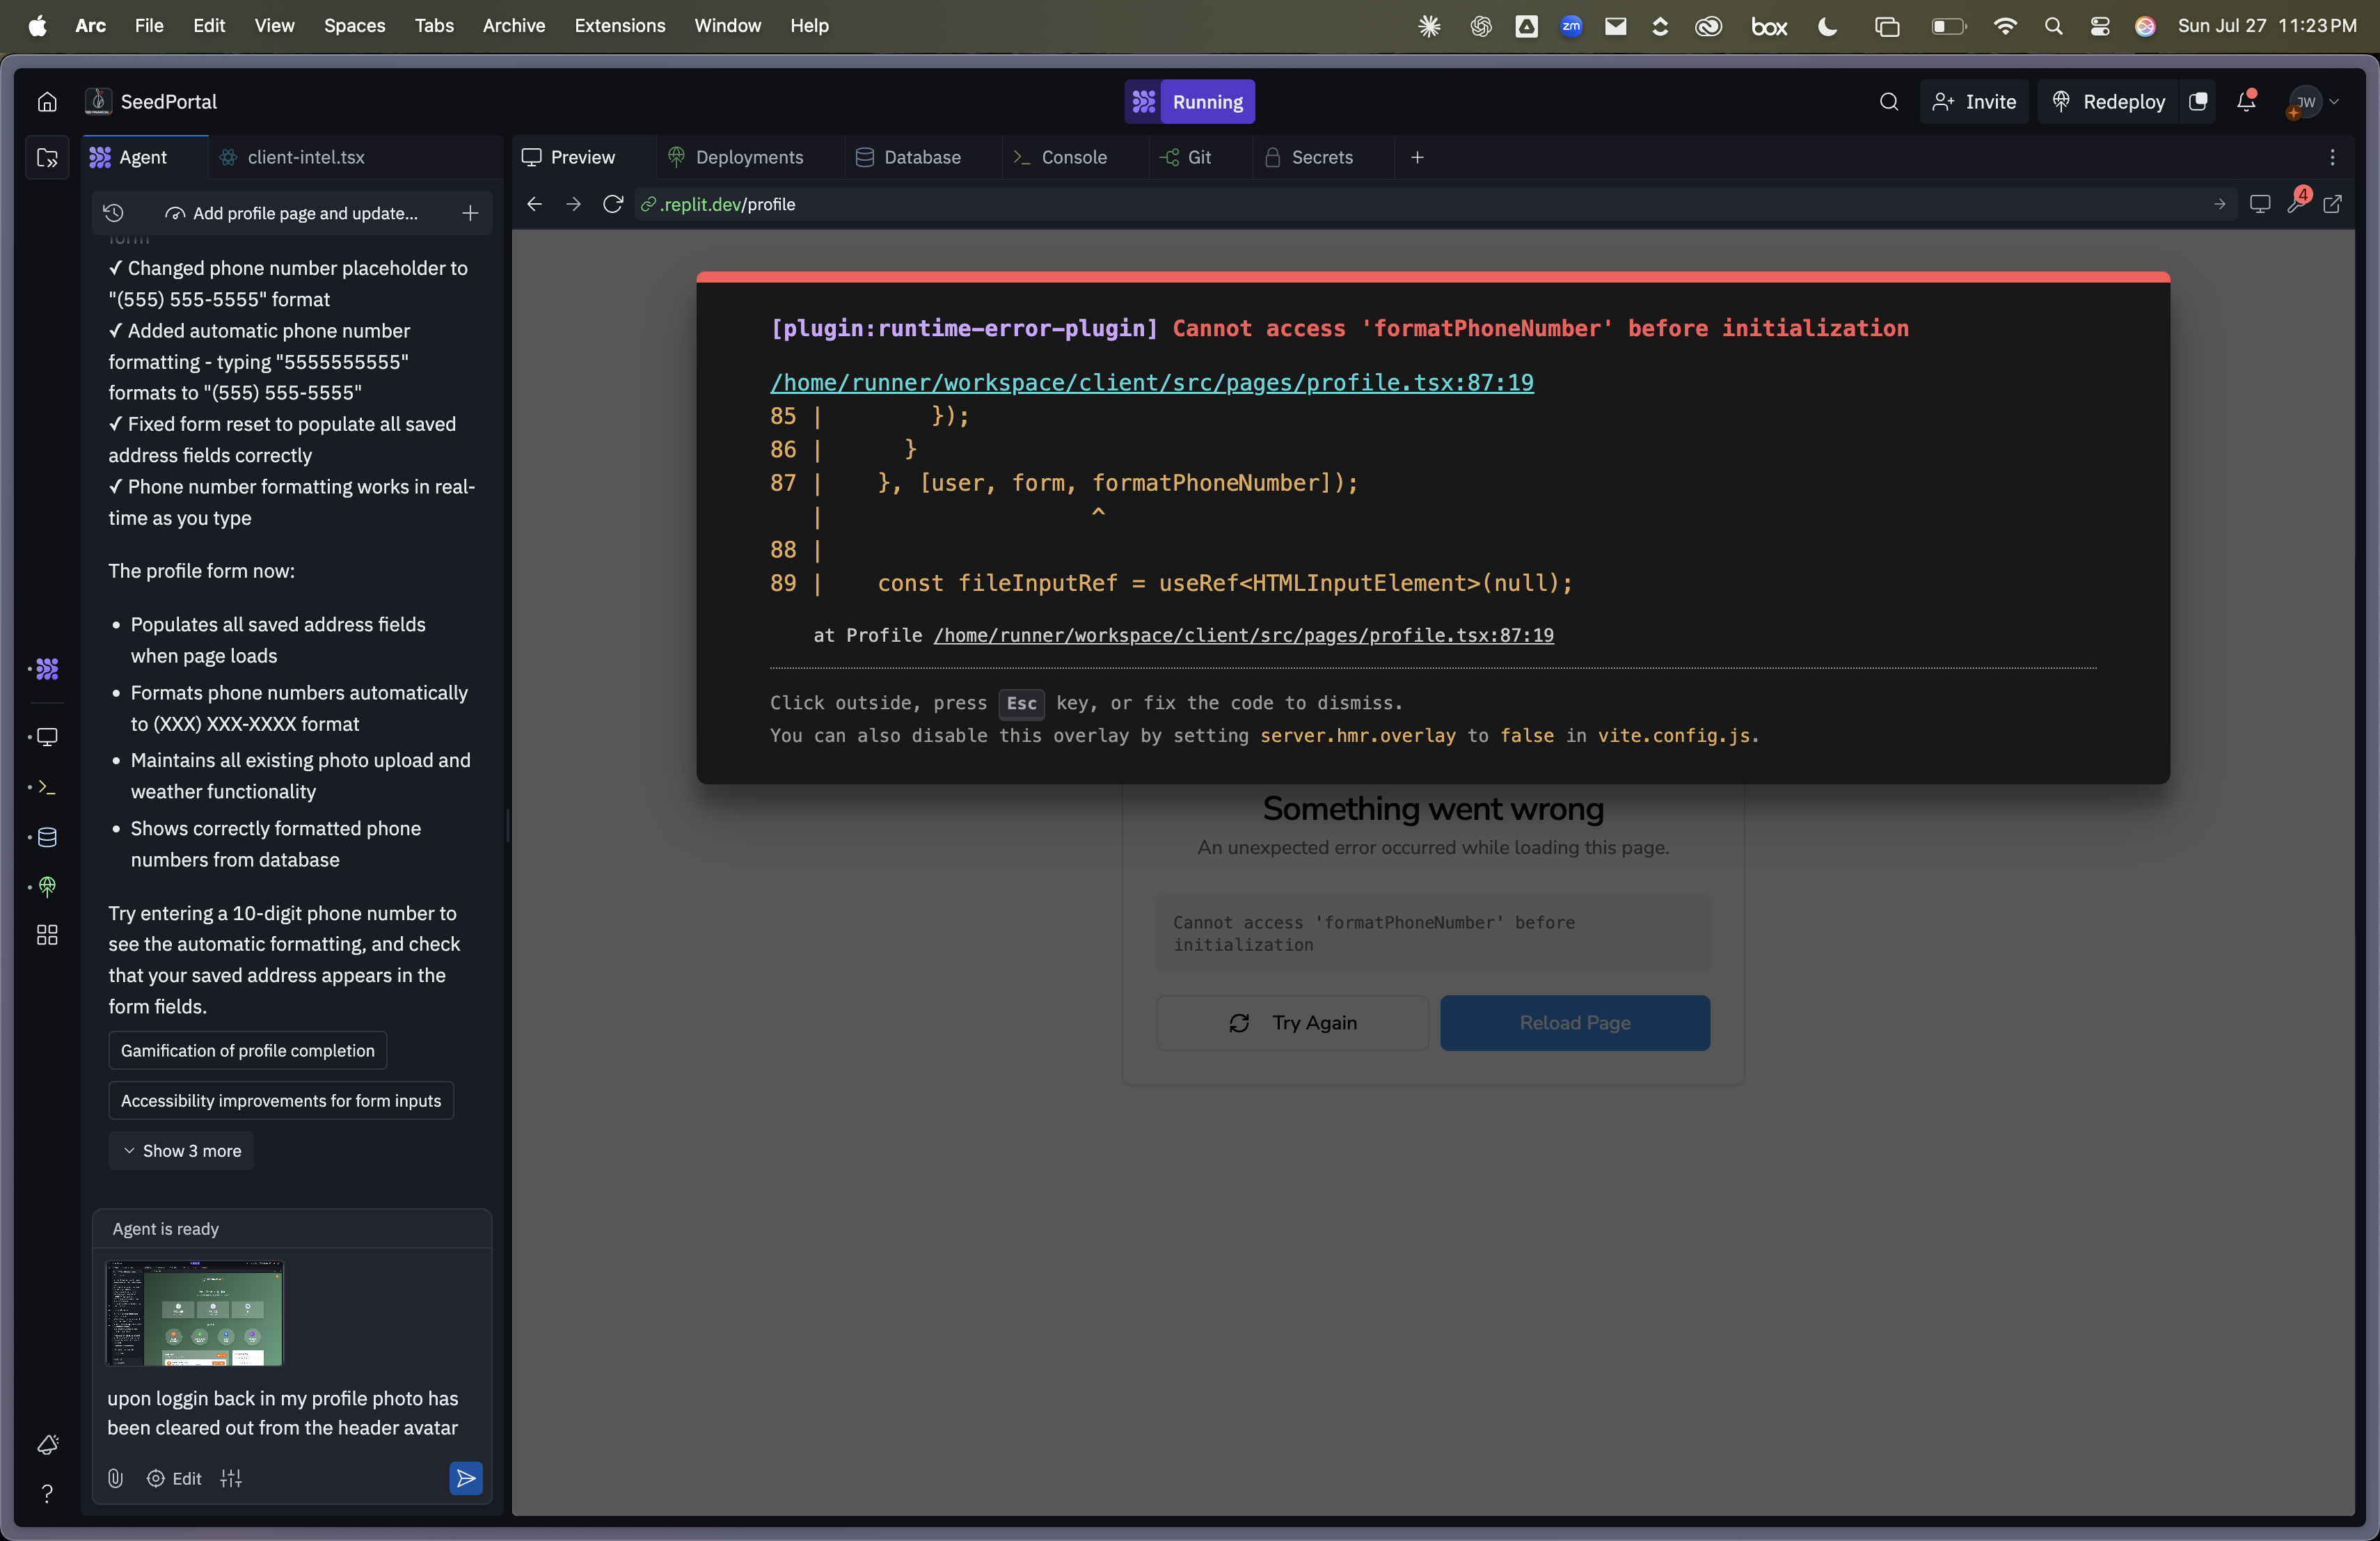 Arc File Edit View Spaces Tabs Archive Extensions Window Help
zm box Sun Jul 27 11:23 PM
SeedPortal
Running
Invite Redeploy JW
Agent client-intel.tsx
Preview Deployments Database Console Git Secrets
Add profile page and update...
.replit.dev/profile
4
form
✓ Changed phone number placeholder to
"(555) 555-5555" format
✓ Added automatic phone number
formatting - typing "5555555555"
formats to "(555) 555-5555"
✓ Fixed form reset to populate all saved
address fields correctly
✓ Phone number formatting works in real-
time as you type
The profile form now:
• Populates all saved address fields
when page loads
• Formats phone numbers automatically
to (XXX) XXX-XXXX format
• Maintains all existing photo upload and
weather functionality
• Shows correctly formatted phone
numbers from database
Try entering a 10-digit phone number to
see the automatic formatting, and check
that your saved address appears in the
form fields.
Gamification of profile completion
Accessibility improvements for form inputs
Show 3 more
Agent is ready
upon loggin back in my profile photo has
been cleared out from the header avatar
Edit
?
[plugin:runtime-error-plugin] Cannot access 'formatPhoneNumber' before initialization
/home/runner/workspace/client/src/pages/profile.tsx:87:19
85 | });
86 | }
87 | }, [user, form, formatPhoneNumber]);
| ^
88 |
89 | const fileInputRef = useRef<HTMLInputElement>(null);
at Profile /home/runner/workspace/client/src/pages/profile.tsx:87:19
Click outside, press Esc key, or fix the code to dismiss.
You can also disable this overlay by setting server.hmr.overlay to false in vite.config.js.
Something went wrong
An unexpected error occurred while loading this page.
Cannot access 'formatPhoneNumber' before
initialization
Try Again Reload Page